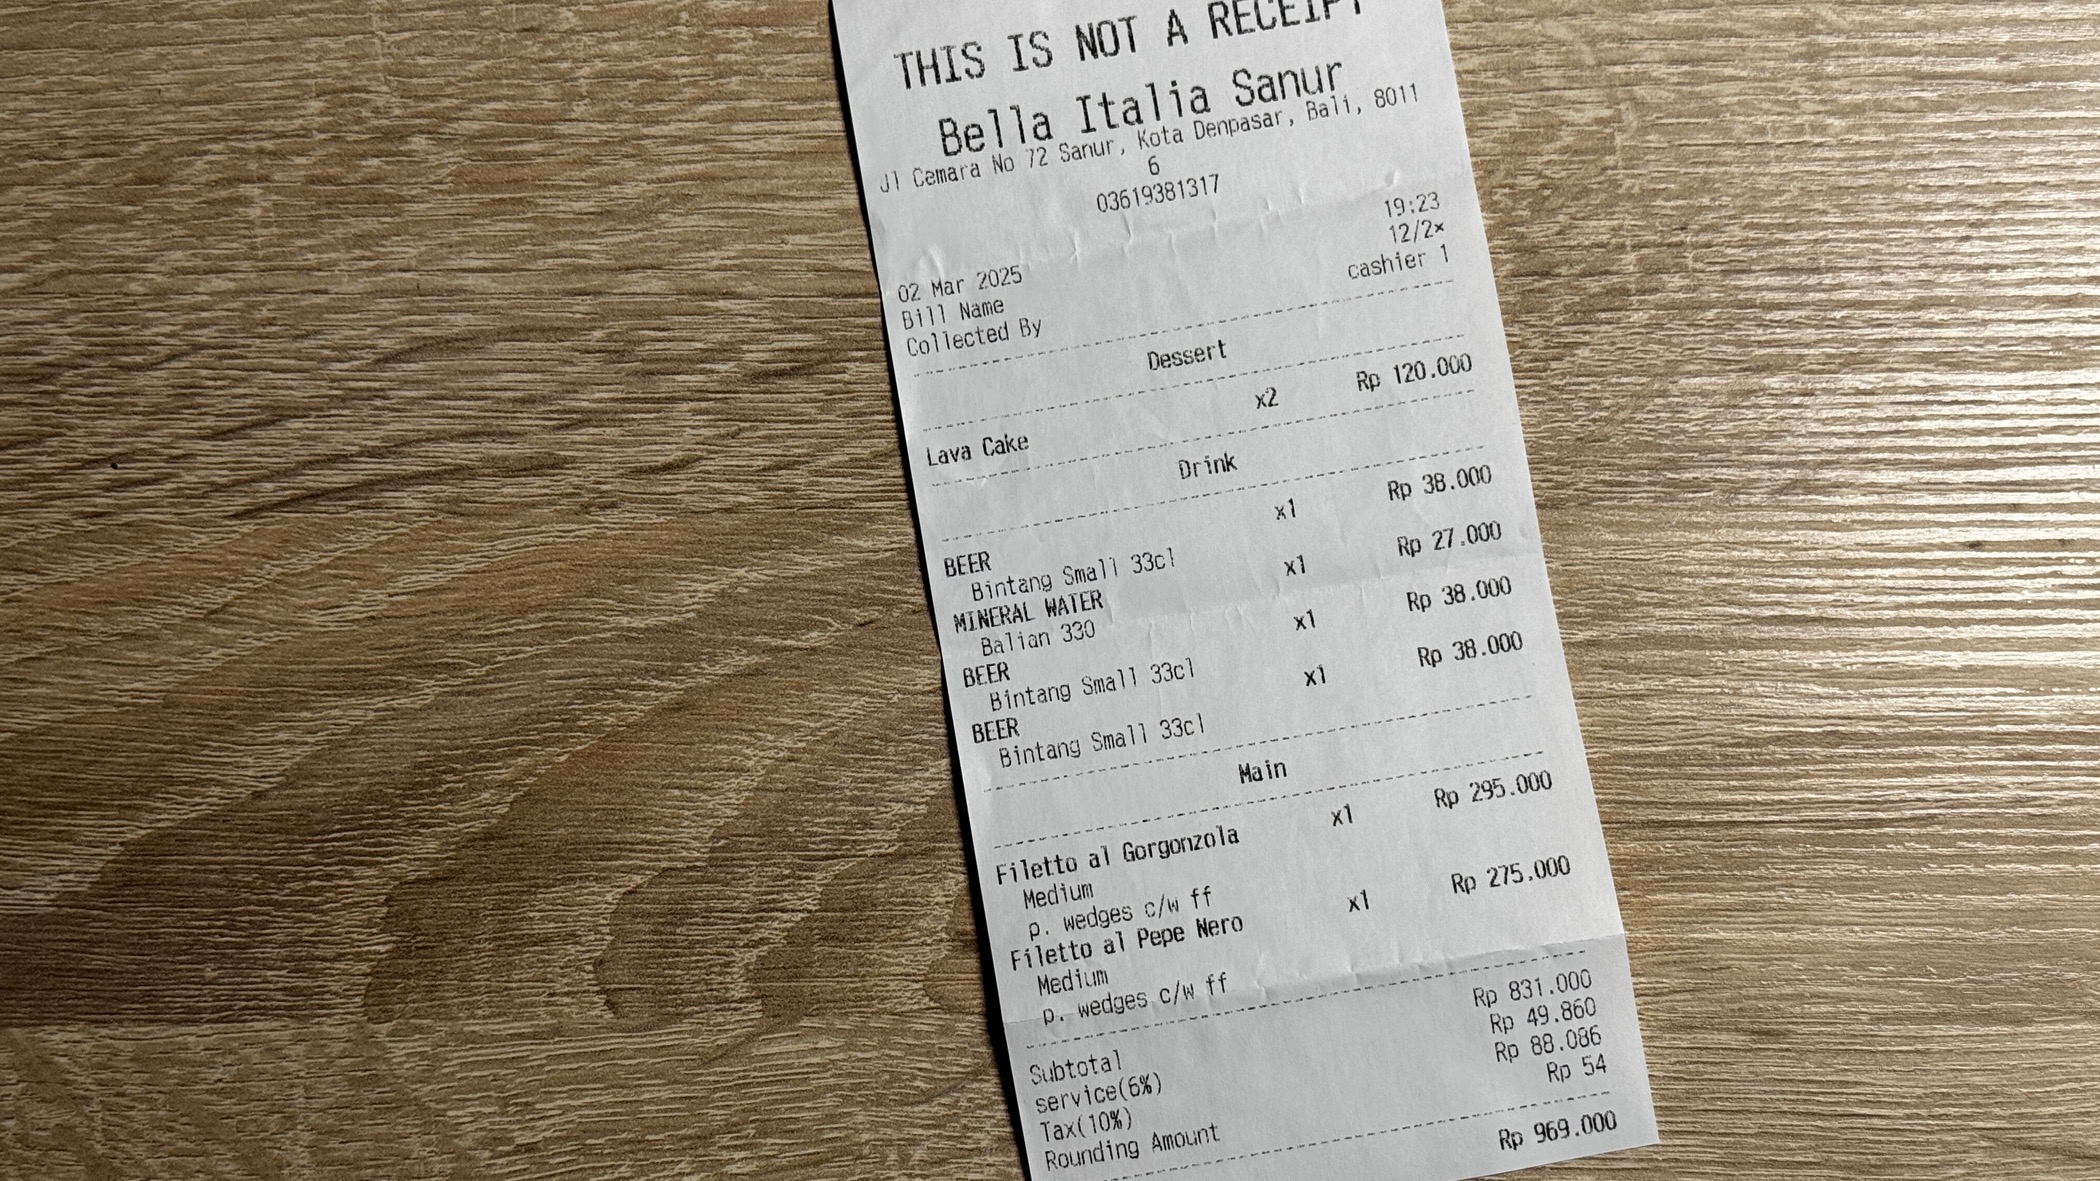 THIS IS NOT A RECEIPT
Bella Italia Sanur
Jl Cemara No 72 Sanur, Kota Denpasar, Bali, 8011
6
03619381317
02 Mar 2025 19:23
Bill Name 12/2×
Collected By cashier 1
Dessert
Lava Cake x2 Rp 120.000
Drink
BEER x1 Rp 38.000
Bintang Small 33cl
MINERAL WATER x1 Rp 27.000
Balian 330
BEER x1 Rp 38.000
Bintang Small 33cl
BEER x1 Rp 38.000
Bintang Small 33cl
Main
Filetto al Gorgonzola x1 Rp 295.000
Medium
p. wedges c/w ff
Filetto al Pepe Nero x1 Rp 275.000
Medium
p. wedges c/w ff
Subtotal Rp 831.000
service(6%) Rp 49.860
Tax(10%) Rp 88.086
Rounding Amount Rp 54
Rp 969.000